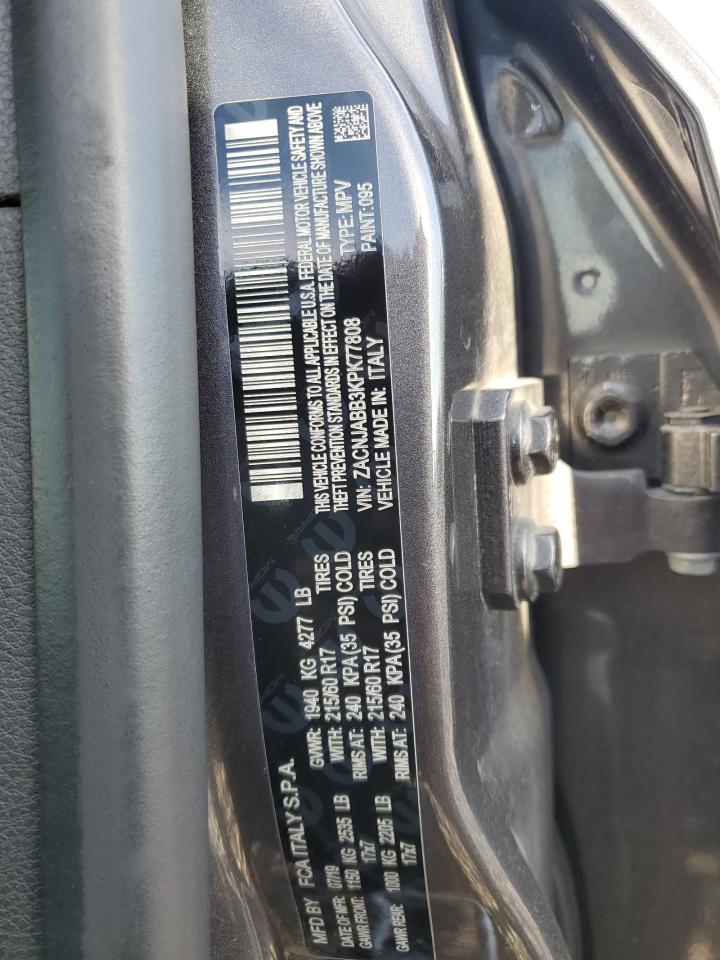 MFD BY FCA ITALY S.P.A.
DATE OF MFR: 07/19 GVWR: 1940 KG 4277 LB
GAWR FRONT: 1150 KG 2535 LB WITH: 215/60 R17 TIRES
17x7 RIMS AT: 240 KPA(35 PSI) COLD
GAWR REAR: 1000 KG 2205 LB WITH: 215/60 R17 TIRES
17x7 RIMS AT: 240 KPA(35 PSI) COLD
THIS VEHICLE CONFORMS TO ALL APPLICABLE U.S.A. FEDERAL MOTOR VEHICLE SAFETY AND
THEFT PREVENTION STANDARDS IN EFFECT ON THE DATE OF MANUFACTURE SHOWN ABOVE
VIN: ZACNJABB3KPK77808 TYPE: MPV
VEHICLE MADE IN: ITALY PAINT: 095